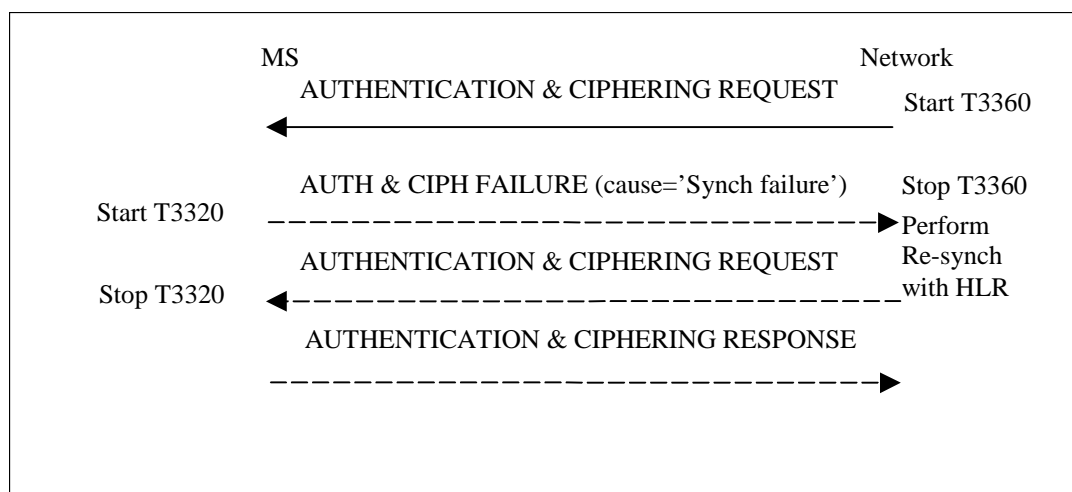 MS
Network
AUTHENTICATION & CIPHERING REQUEST
Start T3360
AUTH & CIPH FAILURE (cause=’Synch failure’)
Stop T3360
Start T3320
Perform
Re-synch
with HLR
AUTHENTICATION & CIPHERING REQUEST
Stop T3320
AUTHENTICATION & CIPHERING RESPONSE